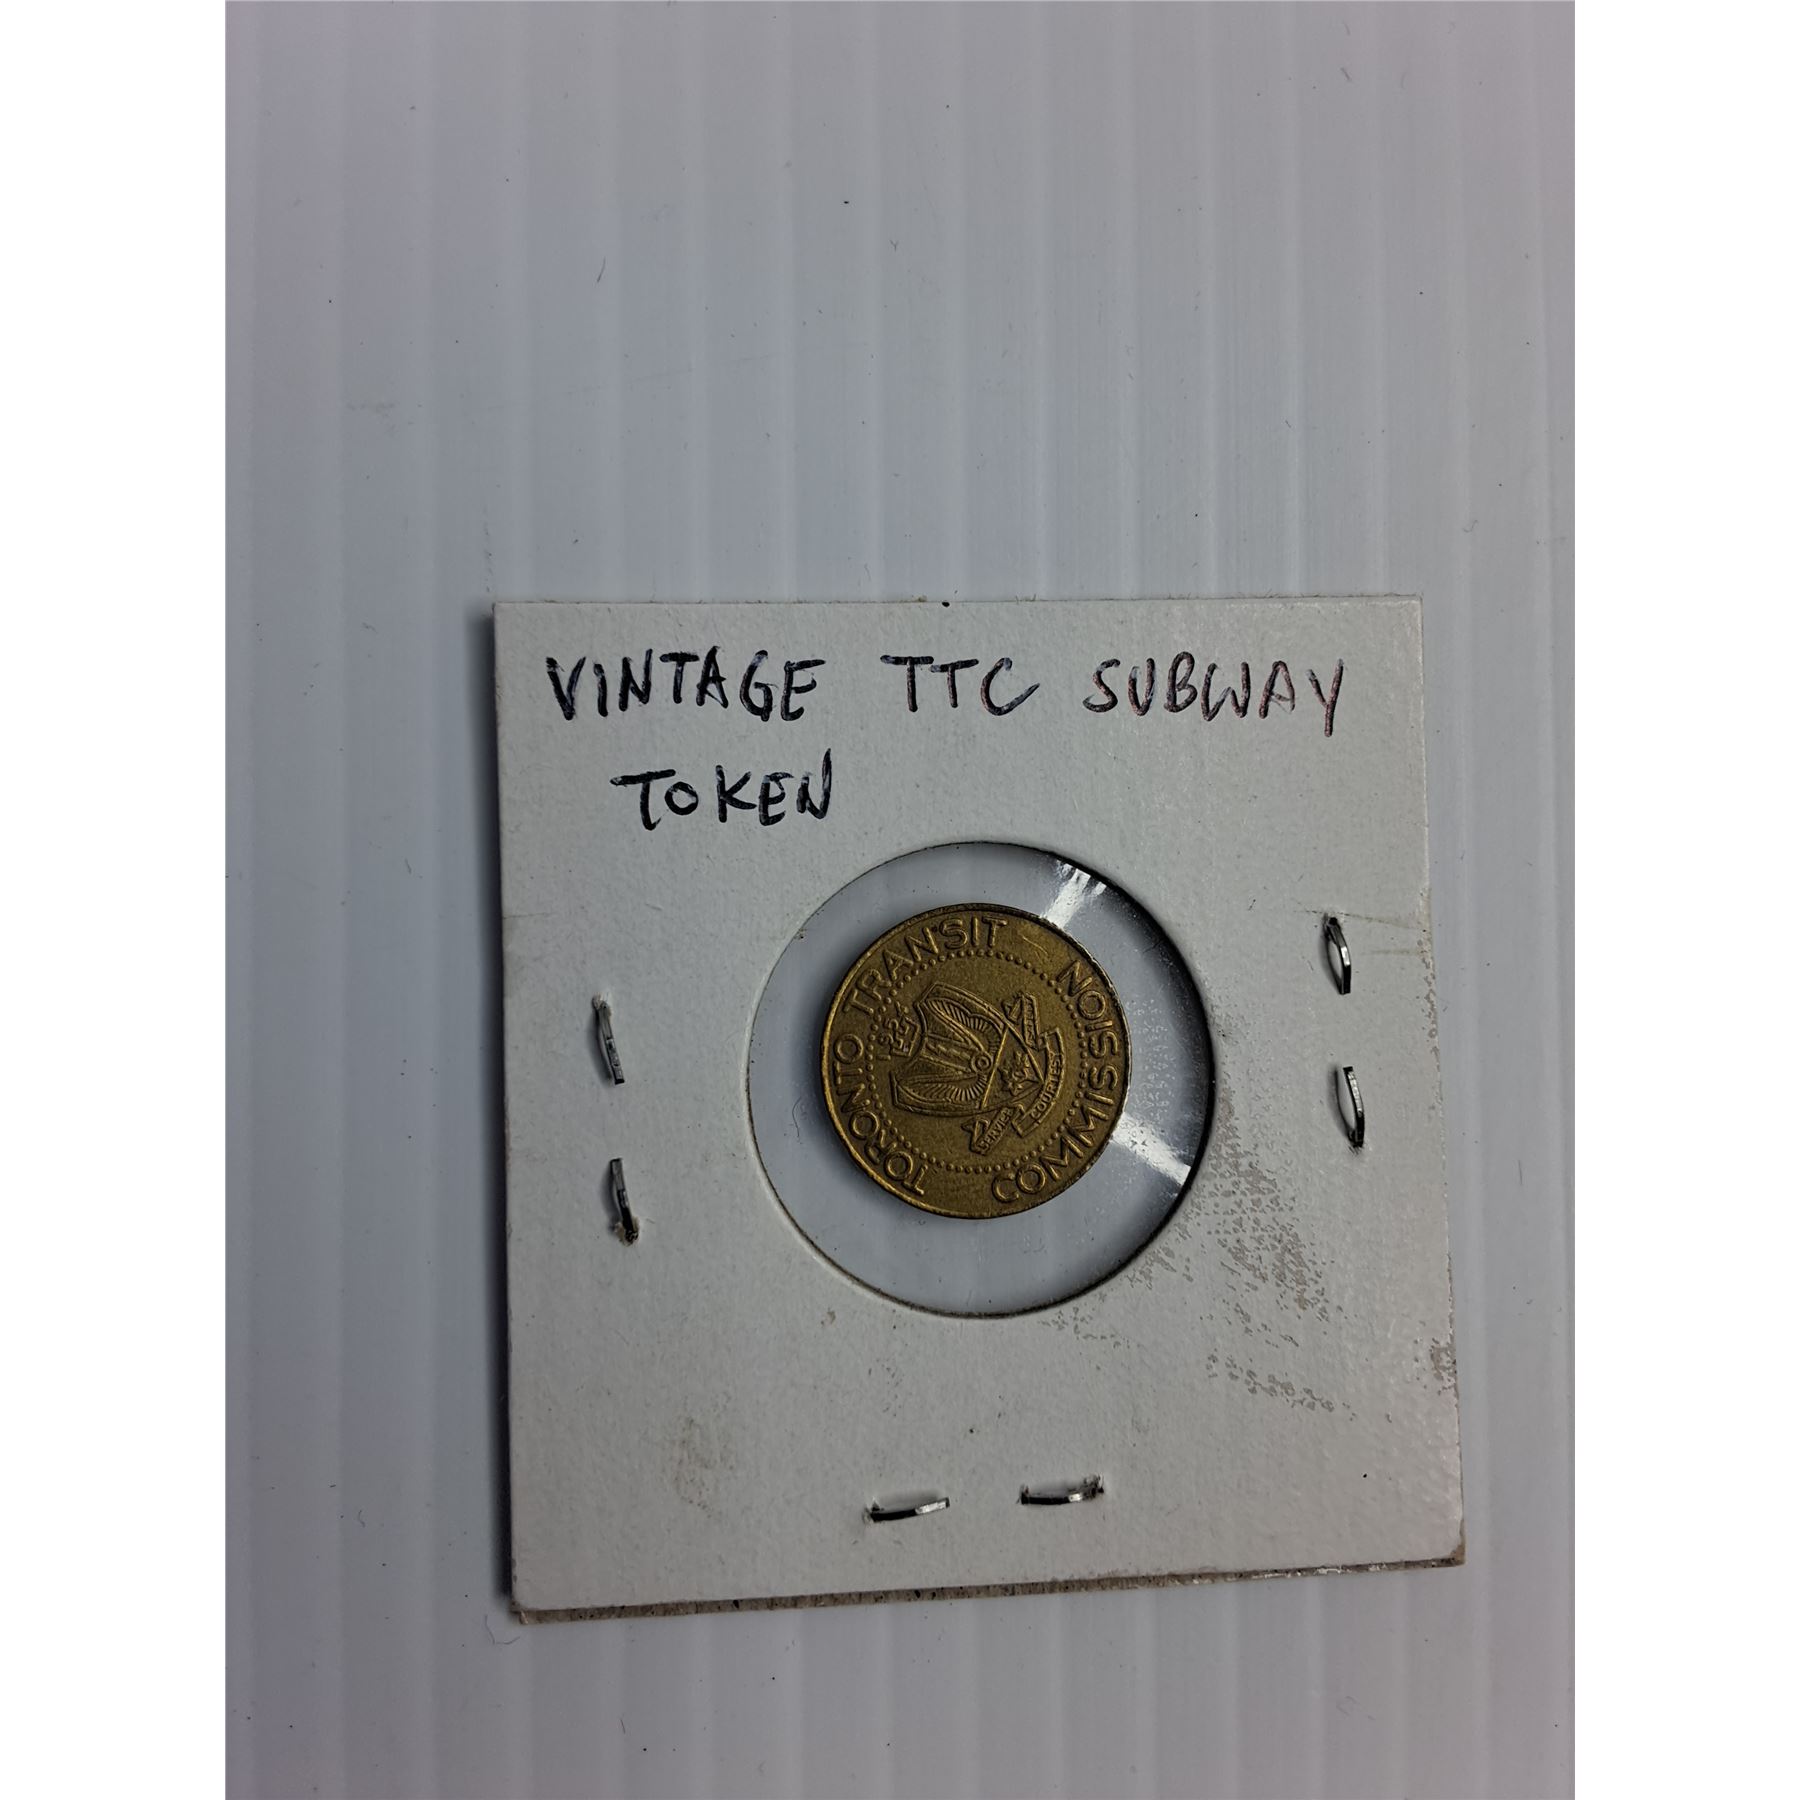 VINTAGE TTC SUBWAY
TOKEN
TORONTO TRANSIT
COMMISSION
SERVICE
COURTESY